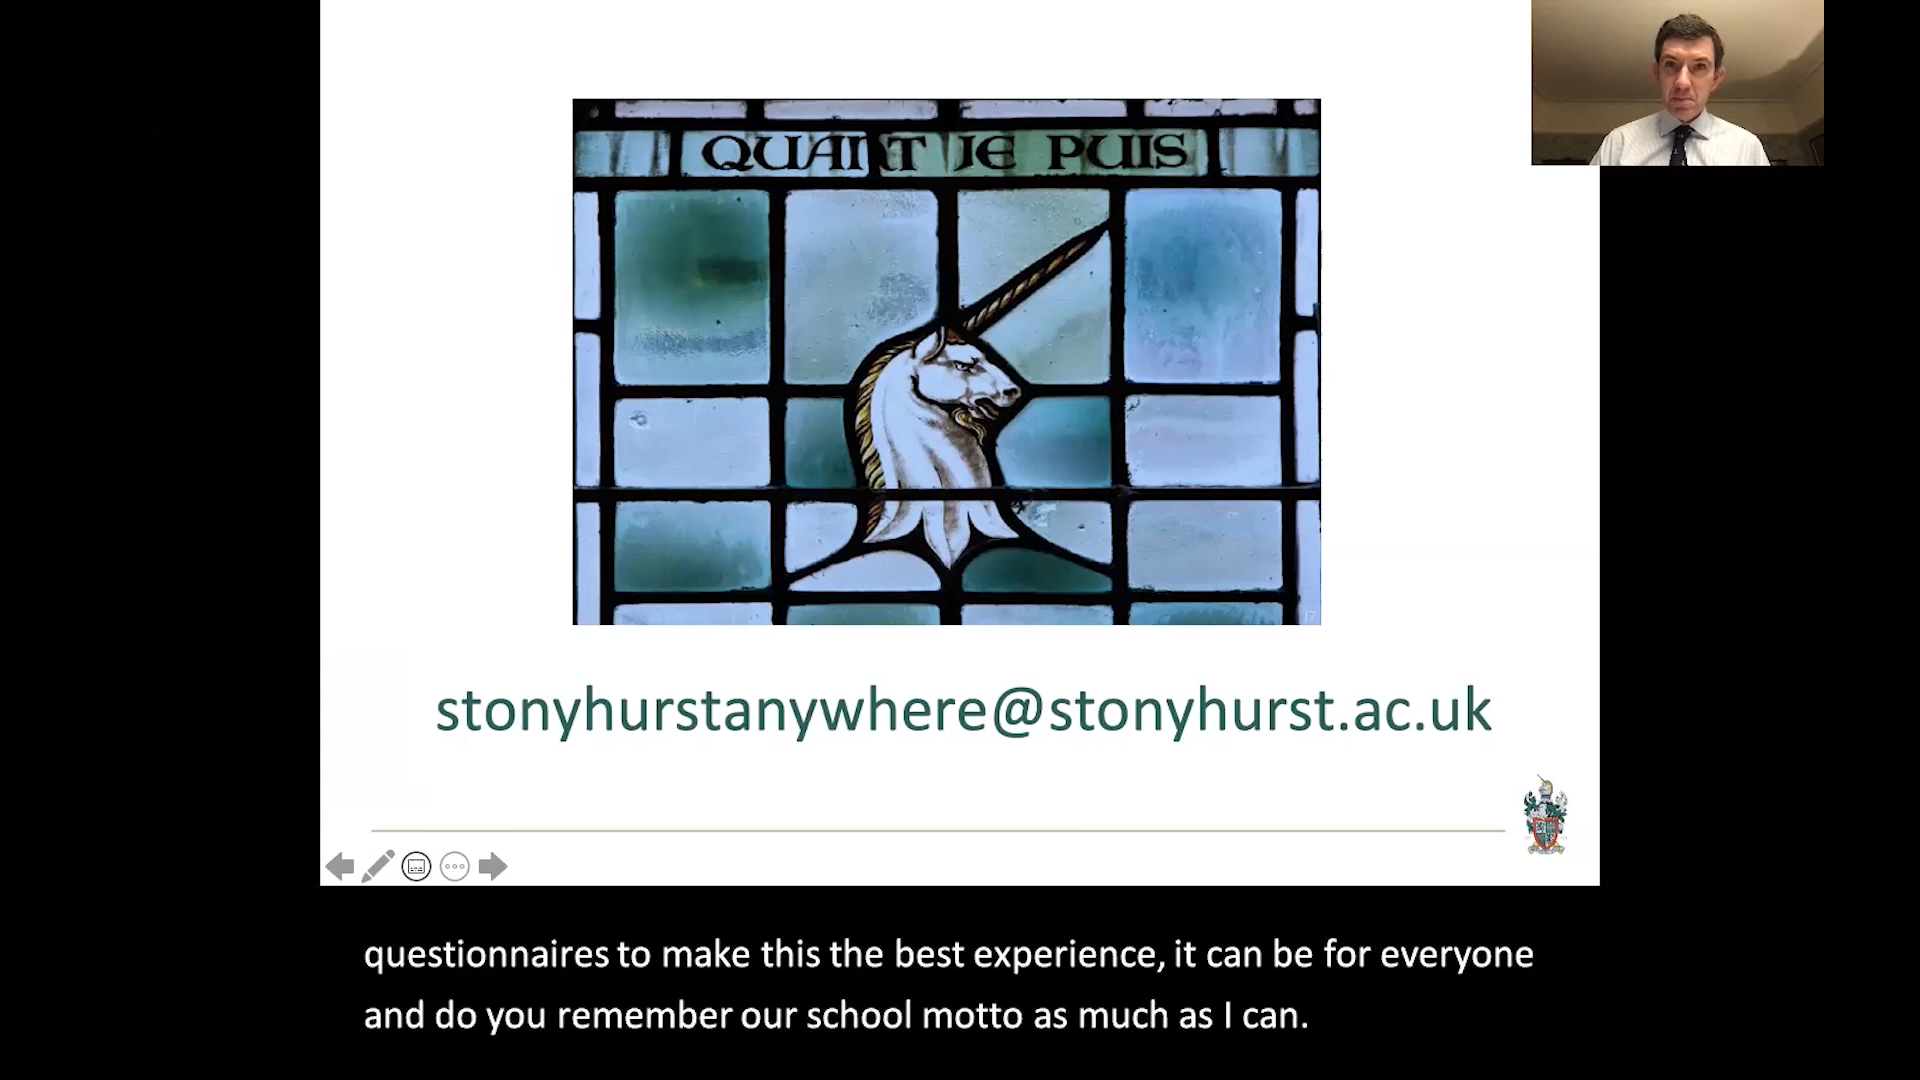 QUANT JE PUIS
stonyhurstanywhere@stonyhurst.ac.uk
questionnaires to make this the best experience, it can be for everyone
and do you remember our school motto as much as I can.